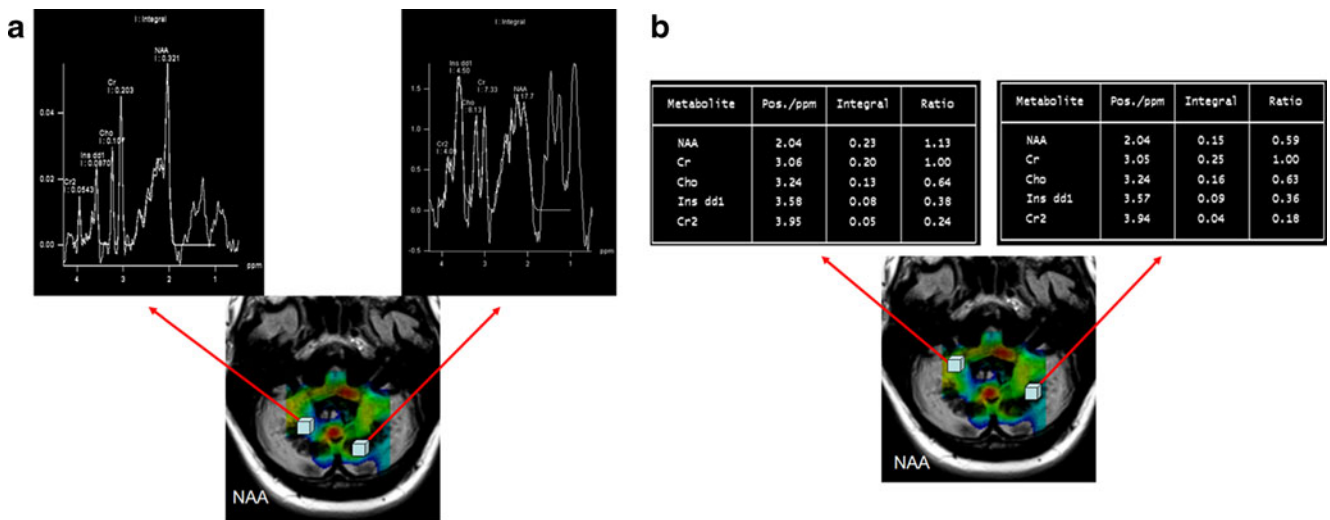 a
I : Integral
NAA
I : 0.321
Cr
I : 0.203
Cho
I : 0.107
Ins dd1
I : 0.0870
Cr2
I : 0.0543
0.04
0.02
0.00
4 3 2 1
ppm
I : Integral
Ins dd1
I : 4.50
Cr
I : 7.33
Cho
NAA
17.7
Cr2
1.5
1.0
0.5
0.0
-0.5
4 3 2 1
ppm
NAA
b
Metabolite Pos./ppm Integral Ratio
NAA 2.04 0.23 1.13
Cr 3.06 0.20 1.00
Cho 3.24 0.13 0.64
Ins dd1 3.58 0.08 0.38
Cr2 3.95 0.05 0.24
Metabolite Pos./ppm Integral Ratio
NAA 2.04 0.15 0.59
Cr 3.05 0.25 1.00
Cho 3.24 0.16 0.63
Ins dd1 3.57 0.09 0.36
Cr2 3.94 0.04 0.18
NAA